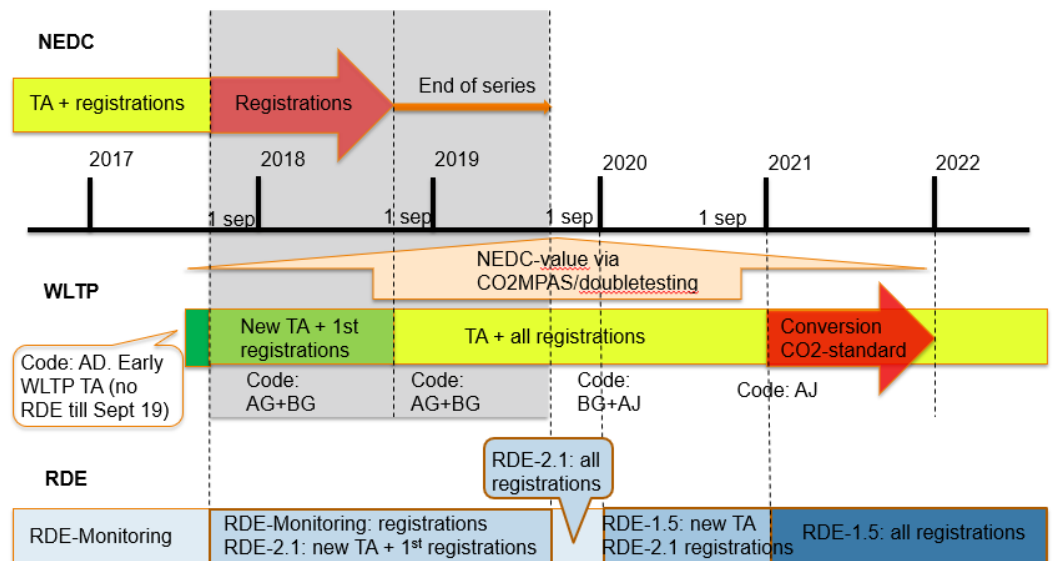 NEDC
TA + registrations
Registrations
End of series
2017
2018
2019
2020
2021
2022
1 sep
1 sep
1 sep
1 sep
NEDC-value via
CO2MPAS/doubletesting
WLTP
New TA + 1st
registrations
TA + all registrations
Conversion
CO2-standard
Code: AD. Early
WLTP TA (no
RDE till Sept 19)
Code:
AG+BG
Code:
AG+BG
Code:
BG+AJ
Code: AJ
RDE-2.1: all
registrations
RDE
RDE-Monitoring
RDE-Monitoring: registrations
RDE-2.1: new TA + 1st registrations
RDE-1.5: new TA
RDE-2.1 registrations
RDE-1.5: all registrations